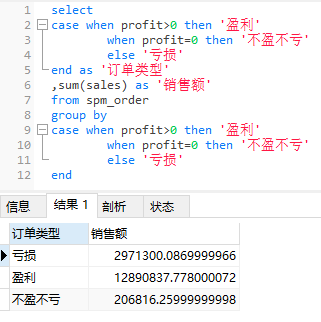 1 select
2 case when profit>0 then '盈利'
3 when profit=0 then '不盈不亏'
4 else '亏损'
5 end as '订单类型'
6 ,sum(sales) as '销售额'
7 from spm_order
8 group by
9 case when profit>0 then '盈利'
10 when profit=0 then '不盈不亏'
11 else '亏损'
12 end
信息 结果 1 剖析 状态
订单类型 销售额
亏损 2971300.0869999966
盈利 12890837.778000072
不盈不亏 206816.25999999998